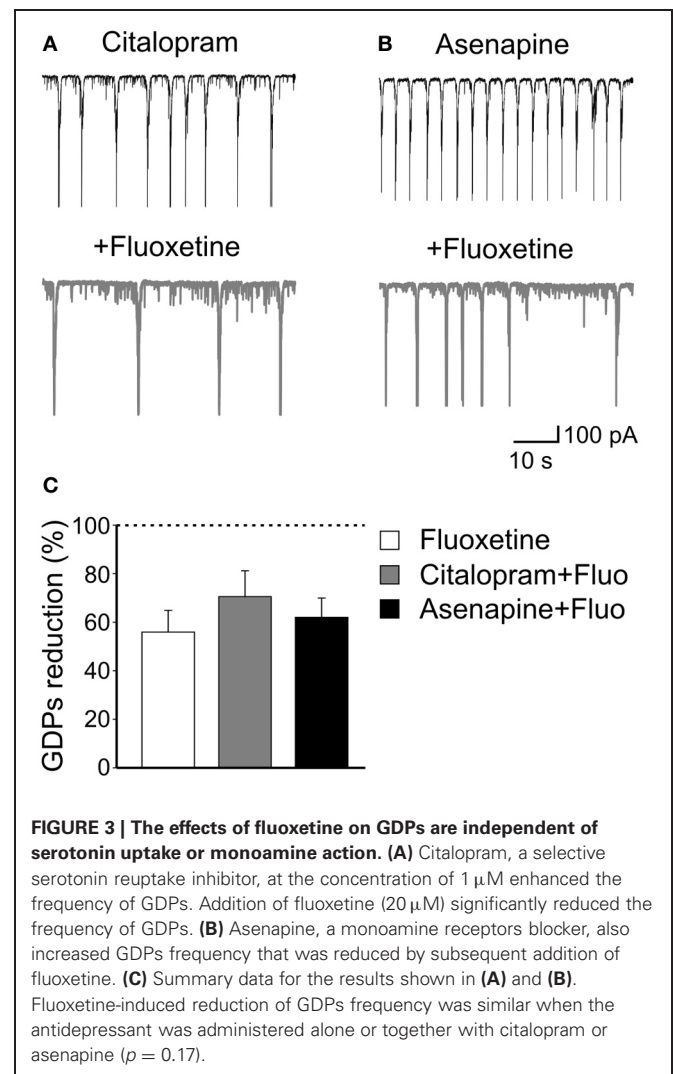 A Citalopram
B Asenapine
+Fluoxetine
+Fluoxetine
100 pA
10 s
C
GDPs reduction (%)
100
80
60
40
20
0
Fluoxetine
Citalopram+Fluo
Asenapine+Fluo
FIGURE 3 | The effects of fluoxetine on GDPs are independent of
serotonin uptake or monoamine action. (A) Citalopram, a selective
serotonin reuptake inhibitor, at the concentration of 1 μM enhanced the
frequency of GDPs. Addition of fluoxetine (20 μM) significantly reduced the
frequency of GDPs. (B) Asenapine, a monoamine receptors blocker, also
increased GDPs frequency that was reduced by subsequent addition of
fluoxetine. (C) Summary data for the results shown in (A) and (B).
Fluoxetine-induced reduction of GDPs frequency was similar when the
antidepressant was administered alone or together with citalopram or
asenapine (p = 0.17).